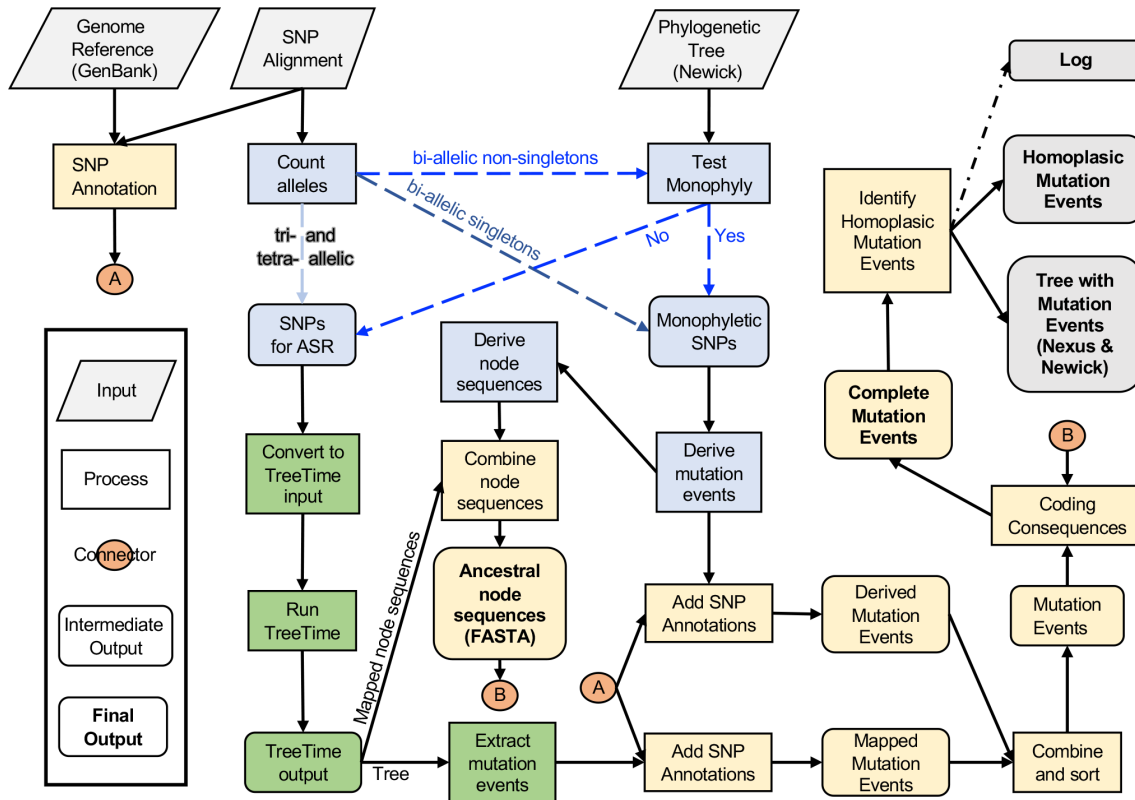 Genome
Reference
(GenBank)
SNP
Alignment
Phylogenetic
Tree
(Newick)
Log
SNP
Annotation
Count
alleles
bi-allelic non-singletons
bi-allelic singletons
Test
Monophyly
Identify
Homoplasic
Mutation
Events
Homoplasic
Mutation
Events
tri- and
tetra- allelic
No
Yes
A
SNPs
for ASR
Derive
node
sequences
Monophyletic
SNPs
Tree with
Mutation
Events
(Nexus &
Newick)
Input
Process
Connector
Intermediate
Output
Final
Output
Convert to
TreeTime
input
Combine
node
sequences
Derive
mutation
events
Complete
Mutation
Events
B
Coding
Consequences
Run
TreeTime
Mapped node sequences
Ancestral
node
sequences
(FASTA)
B
Add SNP
Annotations
Derived
Mutation
Events
Mutation
Events
A
TreeTime
output
Tree
Extract
mutation
events
Add SNP
Annotations
Mapped
Mutation
Events
Combine
and sort